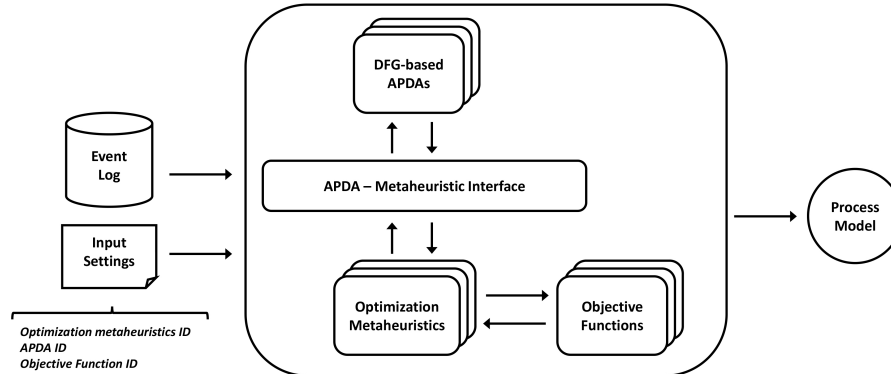 DFG-based
APDAs
Event
Log
APDA – Metaheuristic Interface
Process
Model
Input
Settings
Optimization
Metaheuristics
Objective
Functions
Optimization metaheuristics ID
APDA ID
Objective Function ID